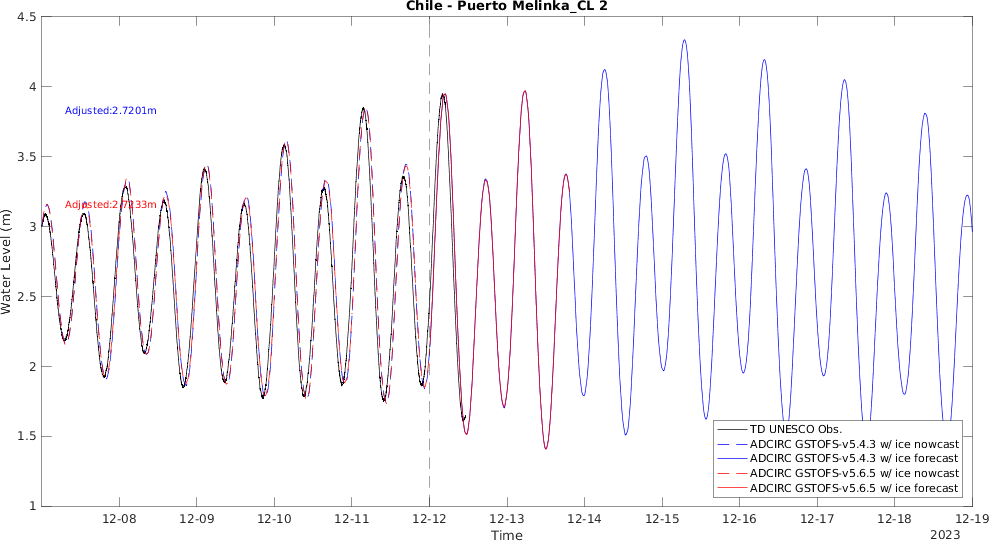 Chile - Puerto Melinka_CL 2
4.5
4
3.5
3
2.5
2
1.5
1
Water Level (m)
Adjusted:2.7201m
Adjusted:2.7233m
TD UNESCO Obs.
ADCIRC GSTOFS-v5.4.3 w/ ice nowcast
ADCIRC GSTOFS-v5.4.3 w/ ice forecast
ADCIRC GSTOFS-v5.6.5 w/ ice nowcast
ADCIRC GSTOFS-v5.6.5 w/ ice forecast
12-08 12-09 12-10 12-11 12-12 12-13 12-14 12-15 12-16 12-17 12-18 12-19
Time
2023